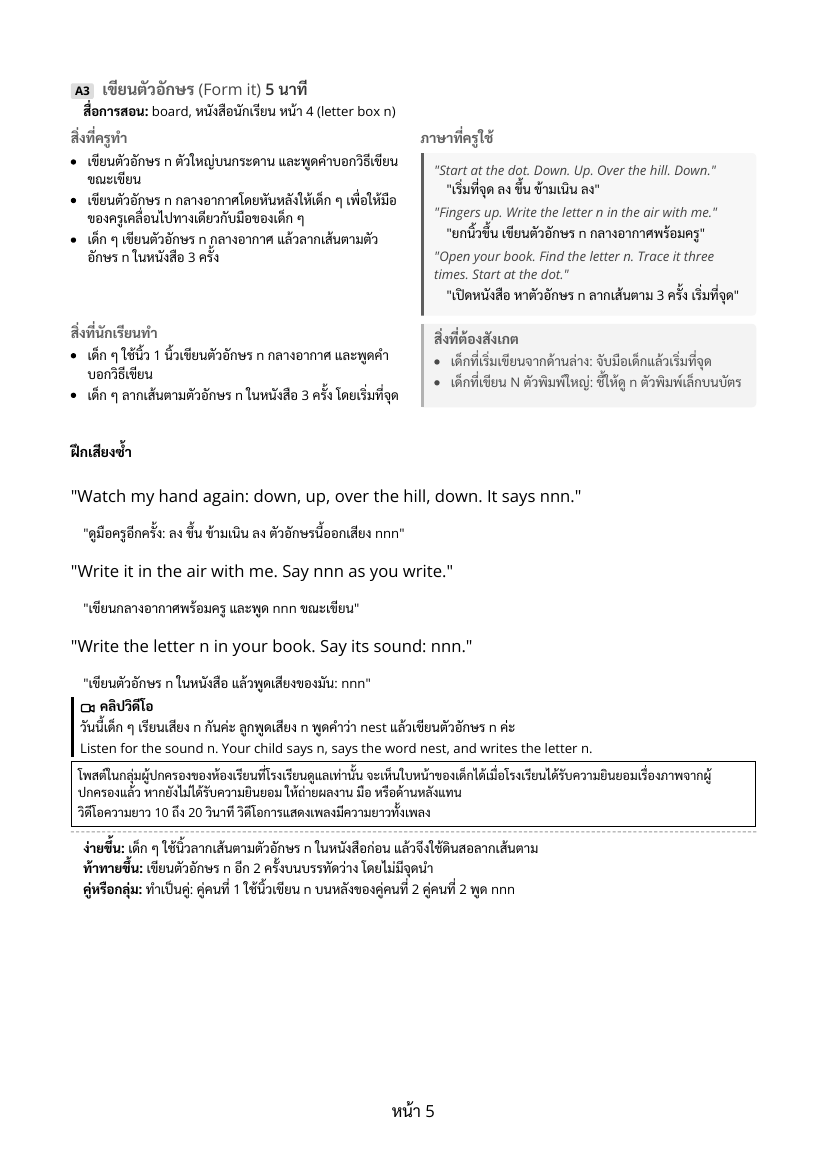 A3 เขียนตัวอักษร (Form it) 5 นาที
สื่อการสอน: board, หนังสือนักเรียน หน้า 4 (letter box n)
สิ่งที่ครูทำ
เขียนตัวอักษร n ตัวใหญ่บนกระดาน และพูดคำบอกวิธีเขียน
ขณะเขียน
เขียนตัวอักษร n กลางอากาศโดยหันหลังให้เด็ก ๆ เพื่อให้มือ
ของครูเคลื่อนไปทางเดียวกับมือของเด็ก ๆ
เด็ก ๆ เขียนตัวอักษร n กลางอากาศ แล้วลากเส้นตามตัว
อักษร n ในหนังสือ 3 ครั้ง
ภาษาที่ครูใช้
"Start at the dot. Down. Up. Over the hill. Down."
"เริ่มที่จุด ลง ขึ้น ข้ามเนิน ลง"
"Fingers up. Write the letter n in the air with me."
"ยกนิ้วขึ้น เขียนตัวอักษร n กลางอากาศพร้อมครู"
"Open your book. Find the letter n. Trace it three
times. Start at the dot."
"เปิดหนังสือ หาตัวอักษร n ลากเส้นตาม 3 ครั้ง เริ่มที่จุด"
สิ่งที่นักเรียนทำ
เด็ก ๆ ใช้นิ้ว 1 นิ้วเขียนตัวอักษร n กลางอากาศ และพูดคำ
บอกวิธีเขียน
เด็ก ๆ ลากเส้นตามตัวอักษร n ในหนังสือ 3 ครั้ง โดยเริ่มที่จุด
สิ่งที่ต้องสังเกต
เด็กที่เริ่มเขียนจากด้านล่าง: จับมือเด็กแล้วเริ่มที่จุด
เด็กที่เขียน N ตัวพิมพ์ใหญ่: ชี้ให้ดู n ตัวพิมพ์เล็กบนบัตร
ฝึกเสียงซ้ำ
"Watch my hand again: down, up, over the hill, down. It says nnn."
"ดูมือครูอีกครั้ง: ลง ขึ้น ข้ามเนิน ลง ตัวอักษรนี้ออกเสียง nnn"
"Write it in the air with me. Say nnn as you write."
"เขียนกลางอากาศพร้อมครู และพูด nnn ขณะเขียน"
"Write the letter n in your book. Say its sound: nnn."
"เขียนตัวอักษร n ในหนังสือ แล้วพูดเสียงของมัน: nnn"
คลิปวิดีโอ
วันนี้เด็ก ๆ เรียนเสียง n กันค่ะ ลูกพูดเสียง n พูดคำว่า nest แล้วเขียนตัวอักษร n ค่ะ
Listen for the sound n. Your child says n, says the word nest, and writes the letter n.
โพสต์ในกลุ่มผู้ปกครองของห้องเรียนที่โรงเรียนดูแลเท่านั้น จะเห็นใบหน้าของเด็กได้เมื่อโรงเรียนได้รับความยินยอมเรื่องภาพจากผู้
ปกครองแล้ว หากยังไม่ได้รับความยินยอม ให้ถ่ายผลงาน มือ หรือด้านหลังแทน
วิดีโอความยาว 10 ถึง 20 วินาที วิดีโอการแสดงเพลงมีความยาวทั้งเพลง
ง่ายขึ้น: เด็ก ๆ ใช้นิ้วลากเส้นตามตัวอักษร n ในหนังสือก่อน แล้วจึงใช้ดินสอลากเส้นตาม
ท้าทายขึ้น: เขียนตัวอักษร n อีก 2 ครั้งบนบรรทัดว่าง โดยไม่มีจุดนำ
คู่หรือกลุ่ม: ทำเป็นคู่: คู่คนที่ 1 ใช้นิ้วเขียน n บนหลังของคู่คนที่ 2 คู่คนที่ 2 พูด nnn
หน้า 5